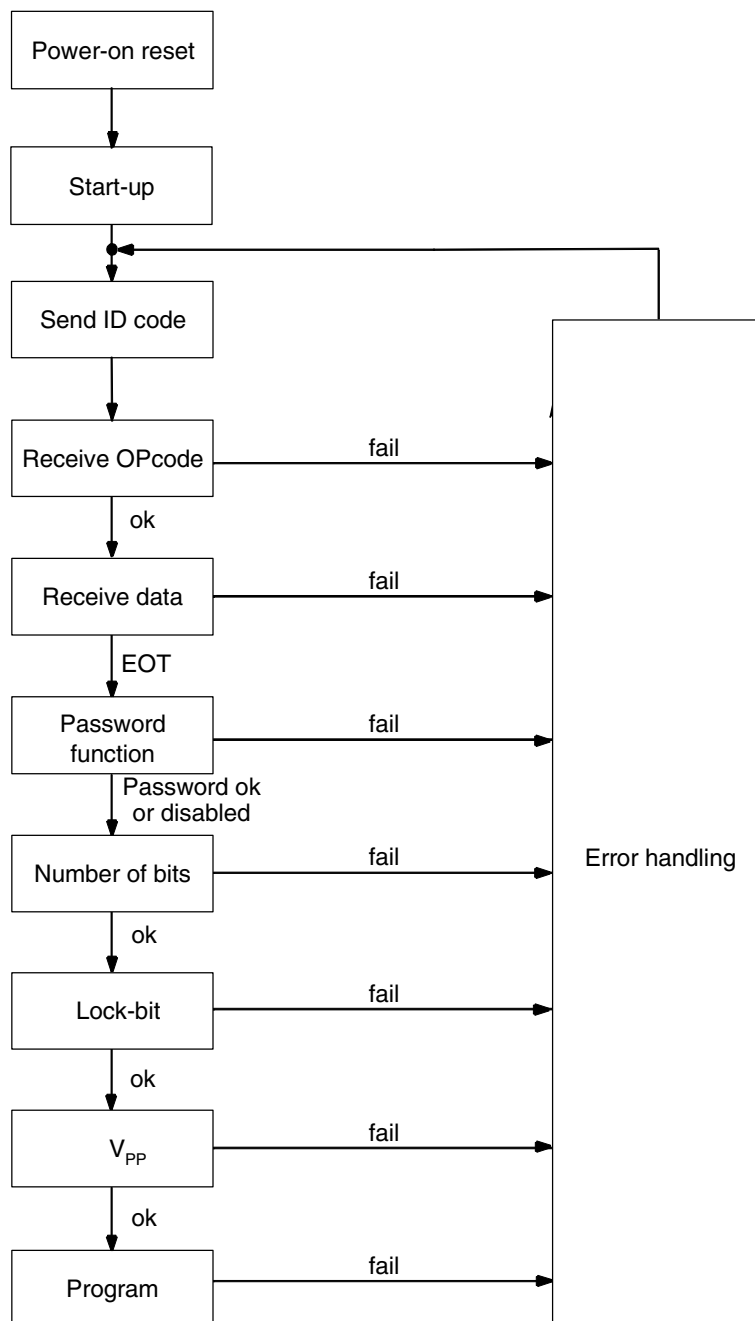 Power-on reset
Start-up
Send ID code
Receive OPcode
fail
ok
Receive data
fail
EOT
Password
function
fail
Password ok
or disabled
Number of bits
fail
Error handling
ok
Lock-bit
fail
ok
VPP
fail
ok
Program
fail